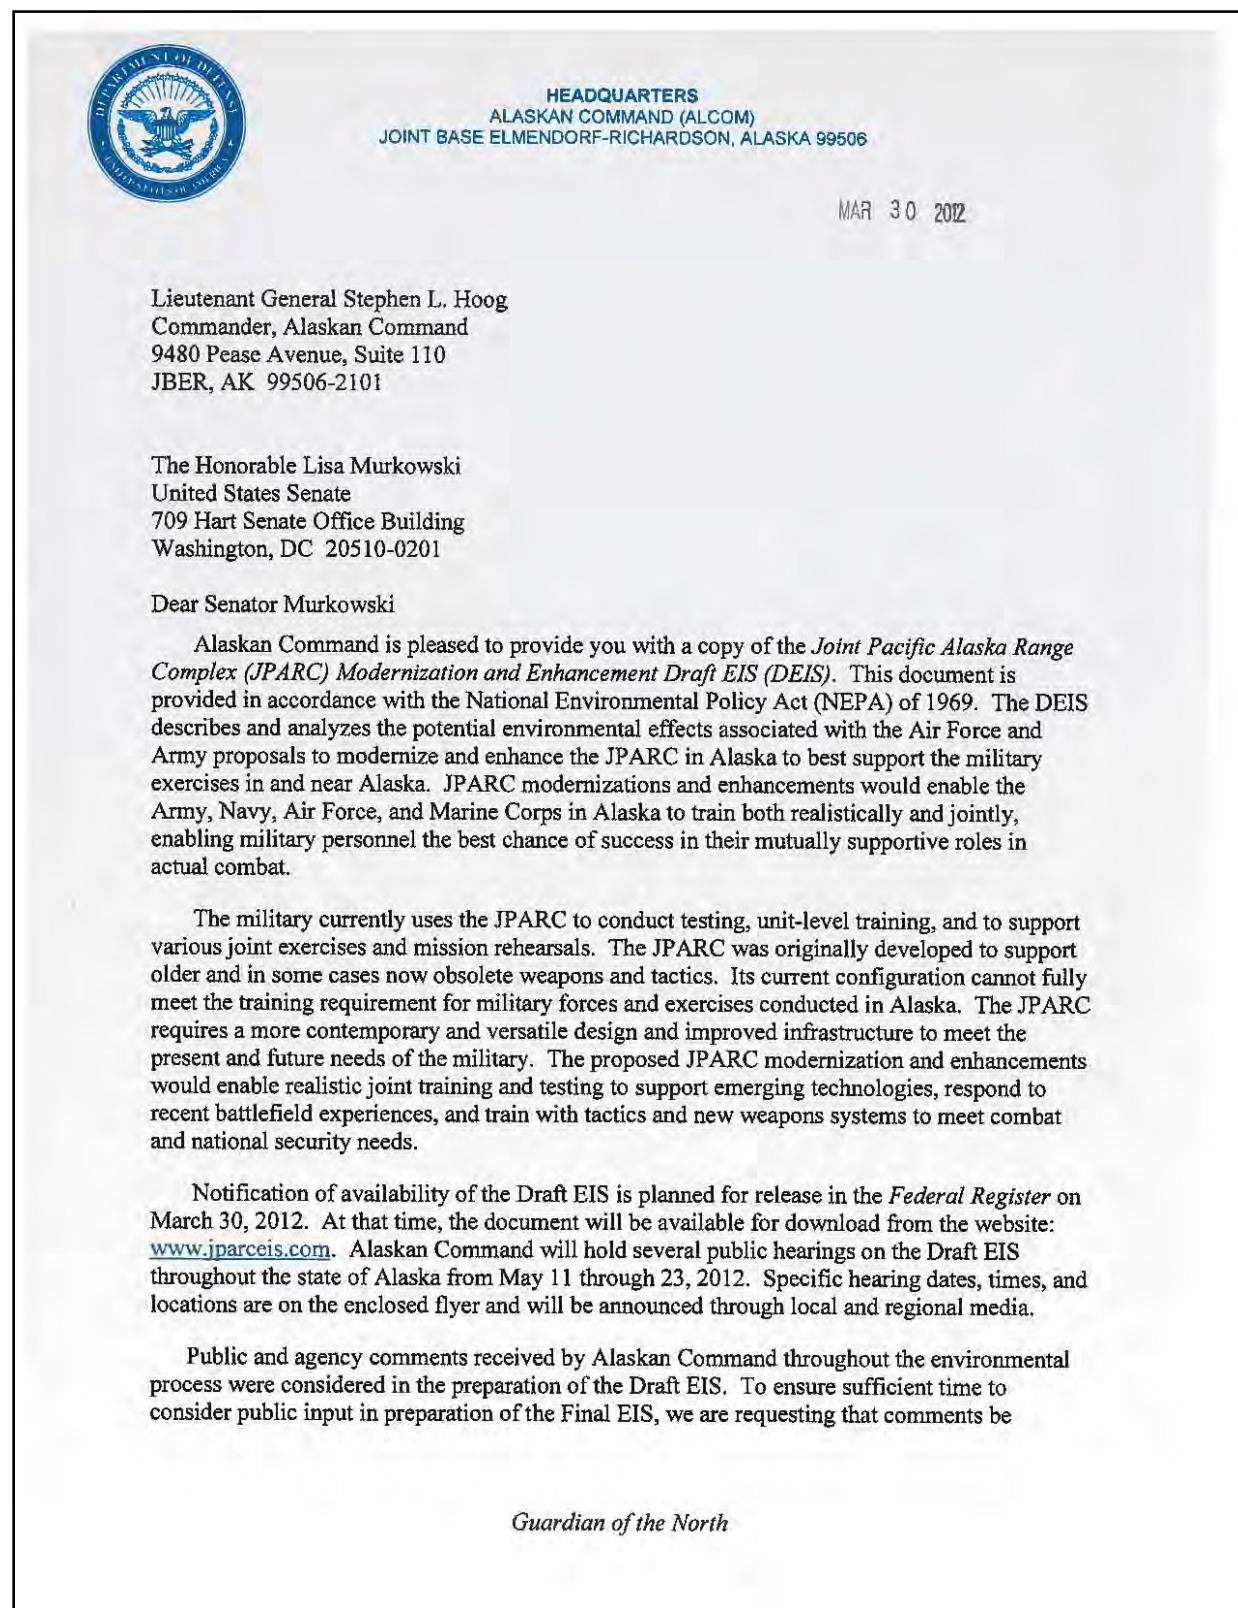 DEPARTMENT OF DEFENSE
UNITED STATES OF AMERICA
HEADQUARTERS
ALASKAN COMMAND (ALCOM)
JOINT BASE ELMENDORF-RICHARDSON, ALASKA 99506
MAR 30 2012
Lieutenant General Stephen L. Hoog
Commander, Alaskan Command
9480 Pease Avenue, Suite 110
JBER, AK 99506-2101
The Honorable Lisa Murkowski
United States Senate
709 Hart Senate Office Building
Washington, DC 20510-0201
Dear Senator Murkowski
Alaskan Command is pleased to provide you with a copy of the Joint Pacific Alaska Range
Complex (JPARC) Modernization and Enhancement Draft EIS (DEIS). This document is
provided in accordance with the National Environmental Policy Act (NEPA) of 1969. The DEIS
describes and analyzes the potential environmental effects associated with the Air Force and
Army proposals to modernize and enhance the JPARC in Alaska to best support the military
exercises in and near Alaska. JPARC modernizations and enhancements would enable the
Army, Navy, Air Force, and Marine Corps in Alaska to train both realistically and jointly,
enabling military personnel the best chance of success in their mutually supportive roles in
actual combat.
The military currently uses the JPARC to conduct testing, unit-level training, and to support
various joint exercises and mission rehearsals. The JPARC was originally developed to support
older and in some cases now obsolete weapons and tactics. Its current configuration cannot fully
meet the training requirement for military forces and exercises conducted in Alaska. The JPARC
requires a more contemporary and versatile design and improved infrastructure to meet the
present and future needs of the military. The proposed JPARC modernization and enhancements
would enable realistic joint training and testing to support emerging technologies, respond to
recent battlefield experiences, and train with tactics and new weapons systems to meet combat
and national security needs.
Notification of availability of the Draft EIS is planned for release in the Federal Register on
March 30, 2012. At that time, the document will be available for download from the website:
www.jparceis.com. Alaskan Command will hold several public hearings on the Draft EIS
throughout the state of Alaska from May 11 through 23, 2012. Specific hearing dates, times, and
locations are on the enclosed flyer and will be announced through local and regional media.
Public and agency comments received by Alaskan Command throughout the environmental
process were considered in the preparation of the Draft EIS. To ensure sufficient time to
consider public input in preparation of the Final EIS, we are requesting that comments be
Guardian of the North